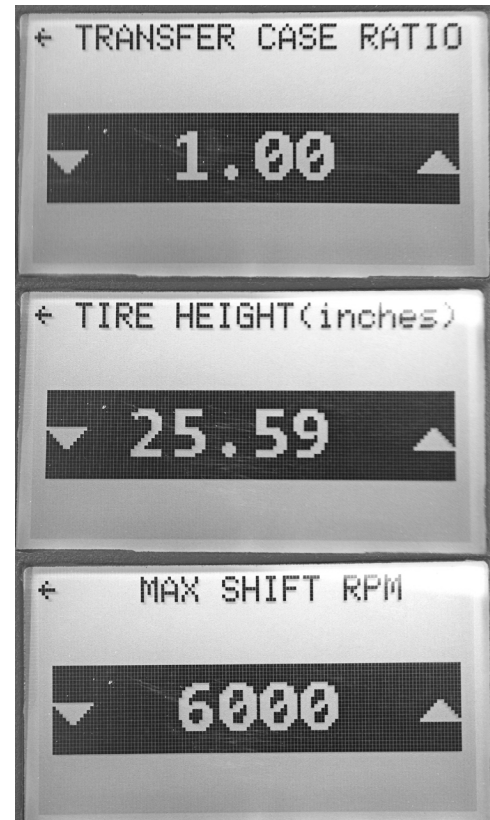 ← TRANSFER CASE RATIO
1.00
← TIRE HEIGHT(inches)
25.59
← MAX SHIFT RPM
6000